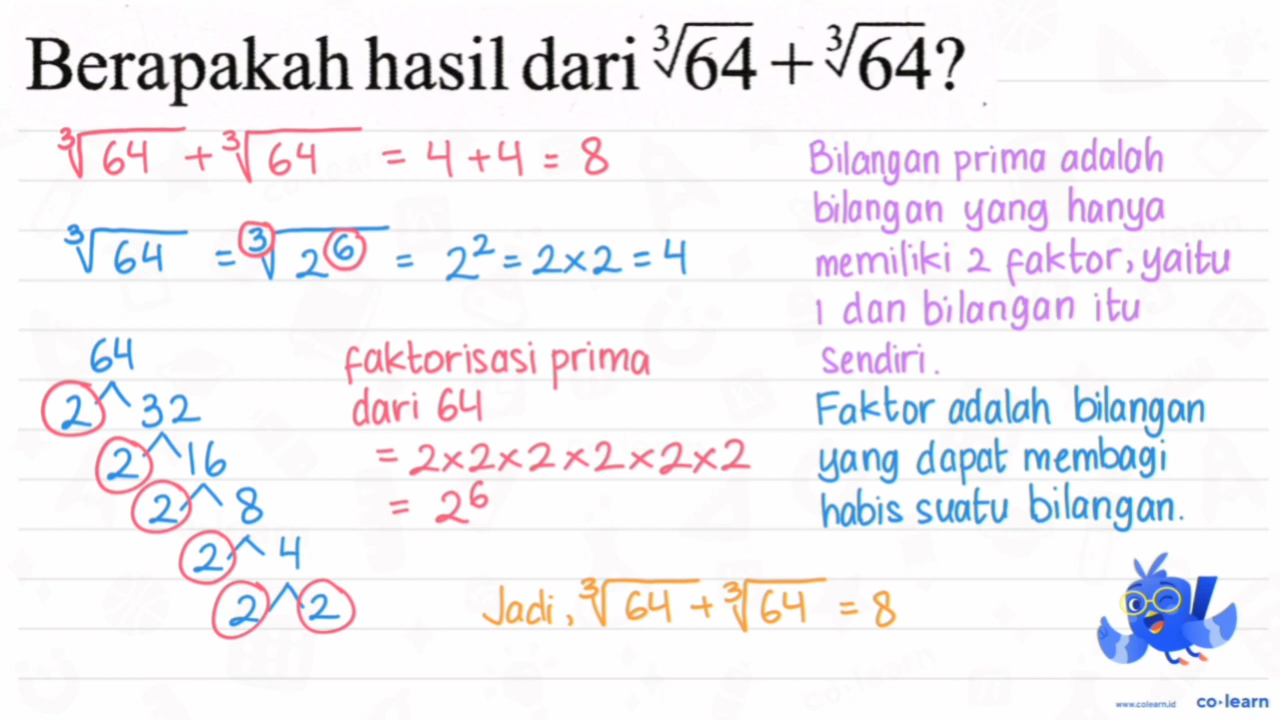 Berapakah hasil dari ∛64 + ∛64?
∛64 + ∛64 = 4 + 4 = 8
∛64 = ∛2⁶ = 2² = 2×2 = 4
64
2 32
2 16
2 8
2 4
2 2
faktorisasi prima
dari 64
= 2×2×2×2×2×2
= 2⁶
Bilangan prima adalah
bilangan yang hanya
memiliki 2 faktor, yaitu
1 dan bilangan itu
sendiri.
Faktor adalah bilangan
yang dapat membagi
habis suatu bilangan.
Jadi, ∛64 + ∛64 = 8
www.colearn.id co·learn